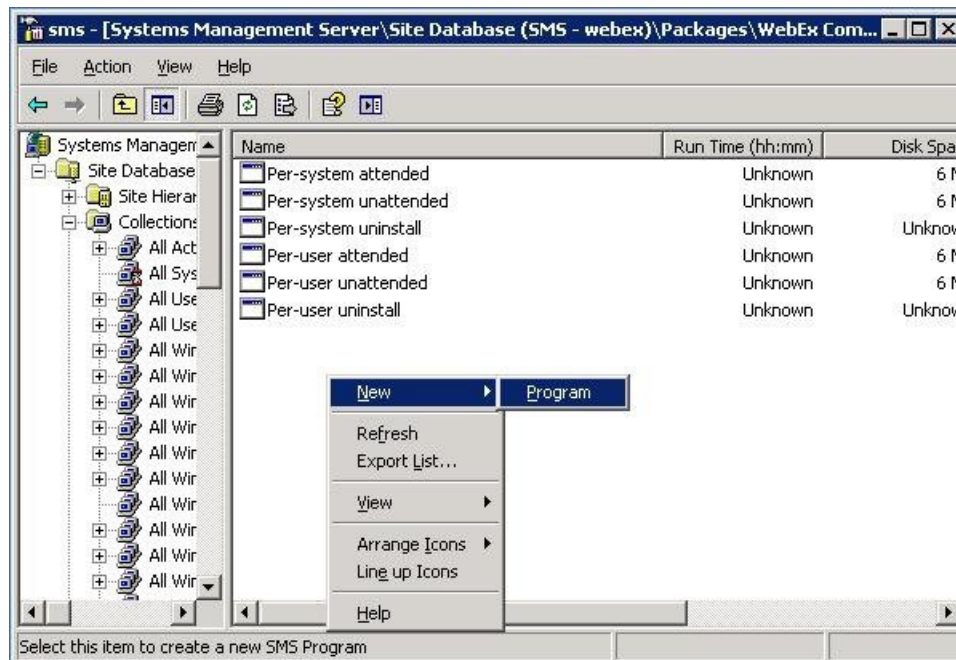 sms - [Systems Management Server\Site Database (SMS - webex)\Packages\WebEx Com...
File Action View Help
Systems Managem
Site Database
Site Hierar
Collections
All Act
All Sys
All Use
All Use
All Wir
All Wir
All Wir
All Wir
All Wir
All Wir
All Wir
All Wir
All Wir
All Wir
Name Run Time (hh:mm) Disk Spa
Per-system attended Unknown 6 M
Per-system unattended Unknown 6 M
Per-system uninstall Unknown Unknow
Per-user attended Unknown 6 M
Per-user unattended Unknown 6 M
Per-user uninstall Unknown Unknow
New
Program
Refresh
Export List...
View
Arrange Icons
Line up Icons
Help
Select this item to create a new SMS Program